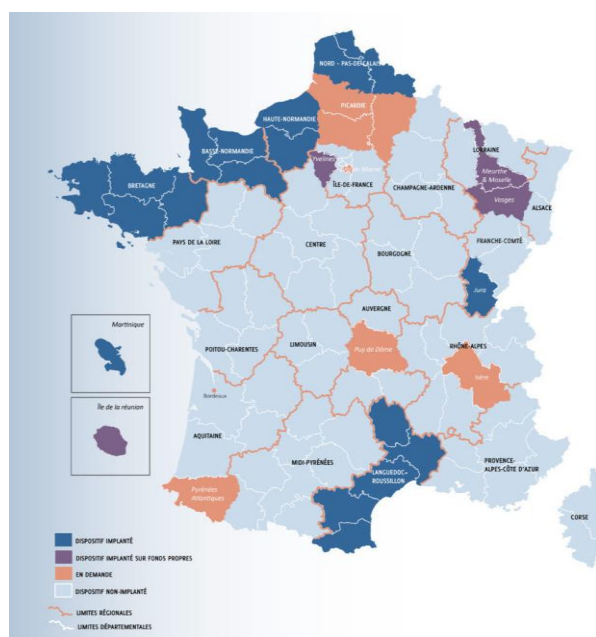 NORD - PAS-DE-CALAIS
PICARDIE
HAUTE-NORMANDIE
BASSE-NORMANDIE
Yvelines
ÎLE-DE-FRANCE
LORRAINE
Meurthe
& Moselle
Vosges
CHAMPAGNE-ARDENNE
ALSACE
BRETAGNE
PAYS DE LA LOIRE
CENTRE
BOURGOGNE
FRANCHE-COMTÉ
Jura
Martinique
POITOU-CHARENTES
LIMOUSIN
AUVERGNE
Puy de Dôme
RHÔNE-ALPES
Isère
Île de la réunion
Bordeaux
AQUITAINE
MIDI-PYRÉNÉES
LANGUEDOC-
ROUSSILLON
PROVENCE-
ALPES-CÔTE D'AZUR
Pyrénées
Atlantiques
CORSE
DISPOSITIF IMPLANTÉ
DISPOSITIF IMPLANTÉ SUR FONDS PROPRES
EN DEMANDE
DISPOSITIF NON-IMPLANTÉ
LIMITES RÉGIONALES
LIMITES DÉPARTEMENTALES